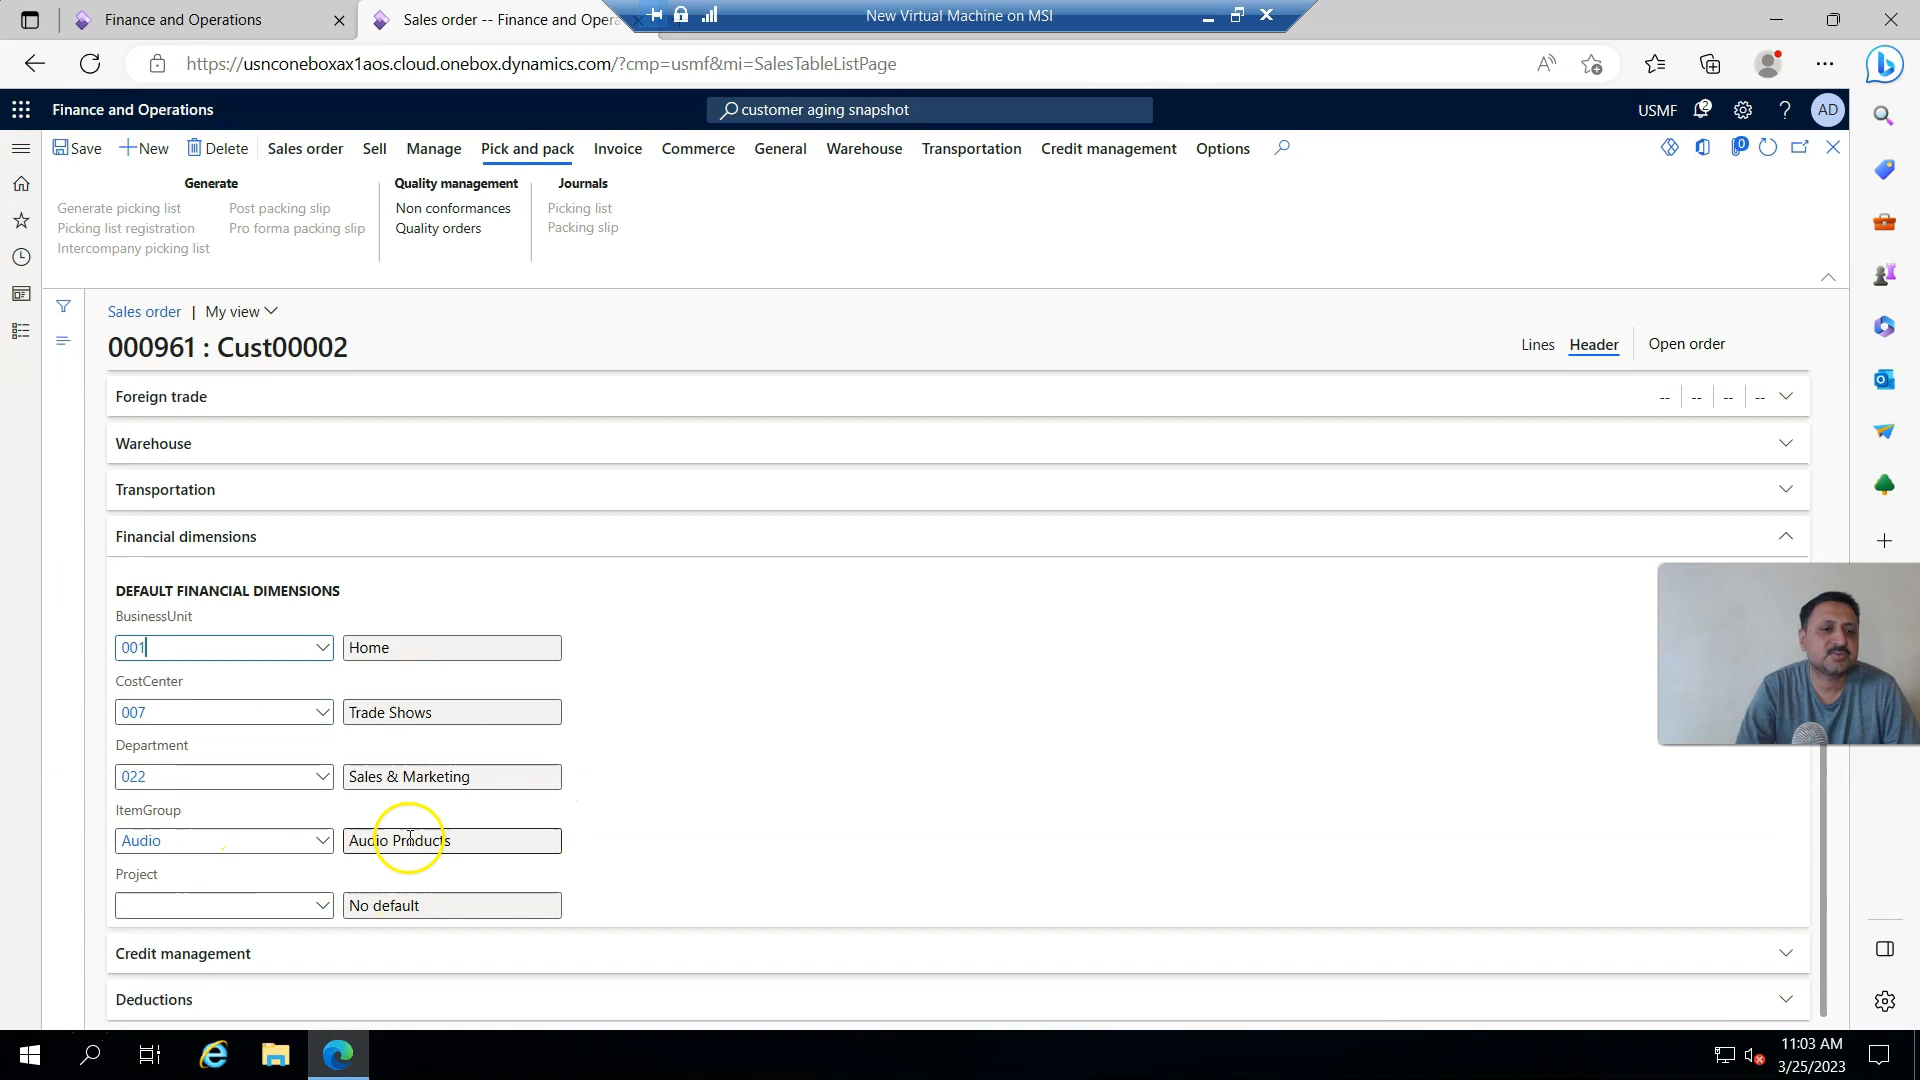 Finance and Operations
Sales order -- Finance and Opera
New Virtual Machine on MSI
https://usnconeboxax1aos.cloud.onebox.dynamics.com/?cmp=usmf&mi=SalesTableListPage
Finance and Operations
customer aging snapshot
USMF
2
?
AD
Save
New
Delete
Sales order
Sell
Manage
Pick and pack
Invoice
Commerce
General
Warehouse
Transportation
Credit management
Options
0
Generate
Quality management
Journals
Generate picking list
Post packing slip
Non conformances
Picking list
Picking list registration
Pro forma packing slip
Quality orders
Packing slip
Intercompany picking list
Sales order | My view
000961 : Cust00002
Lines
Header
Open order
Foreign trade
-- | -- | -- | --
Warehouse
Transportation
Financial dimensions
DEFAULT FINANCIAL DIMENSIONS
BusinessUnit
001
Home
CostCenter
007
Trade Shows
Department
022
Sales & Marketing
ItemGroup
Audio
Audio Products
Project
No default
Credit management
Deductions
11:03 AM
3/25/2023